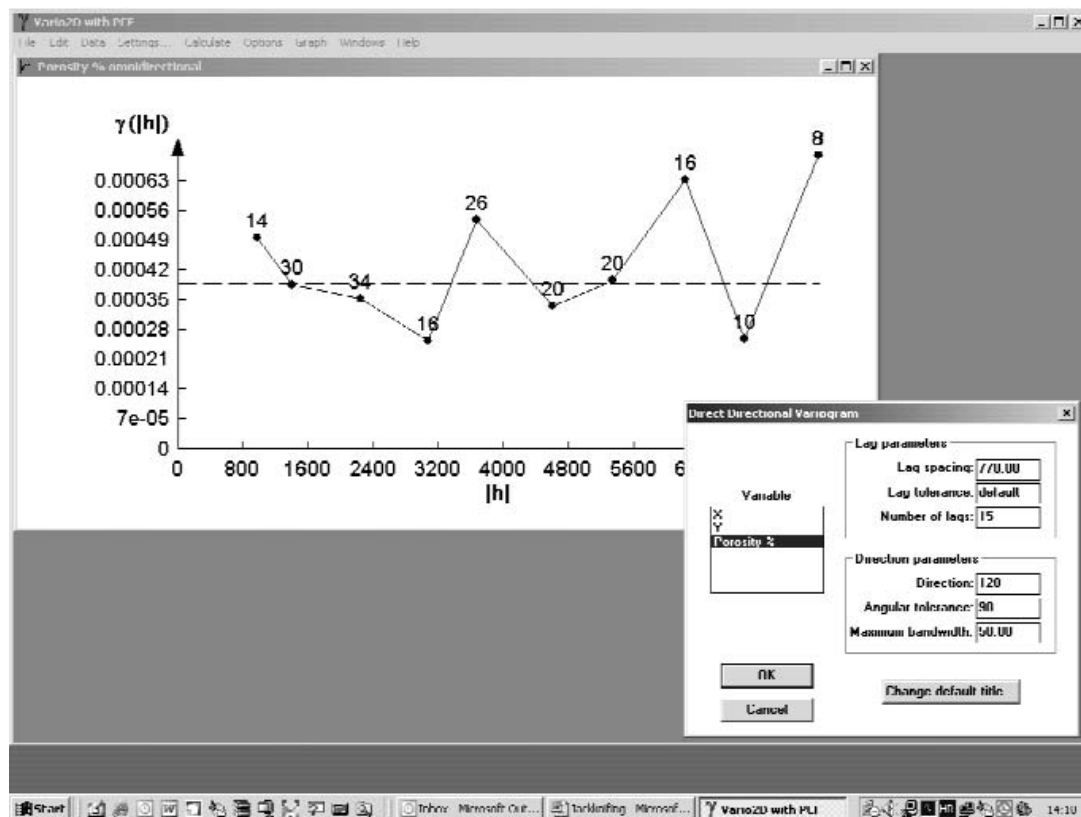 Vario2D with PCF
File Edit Data Settings... Calculate Options Graph Windows Help
Porosity % omnidirectional
γ(|h|)
0.00063
0.00056
0.00049
0.00042
0.00035
0.00028
0.00021
0.00014
7e-05
0
14
30
34
16
26
20
20
16
10
8
0 800 1600 2400 3200 4000 4800 5600
|h|
Direct Directional Variogram
Variable
X
Y
Porosity %
Lag parameters
Lag spacing: 770.00
Lag tolerance: default
Number of lags: 15
Direction parameters
Direction: 120
Angular tolerance: 90
Maximum bandwidth: 50.00
OK
Cancel
Change default title...
Start
Inbox - Microsoft Out...
Jackknifing - Microsof...
Vario2D with PCF
14:10